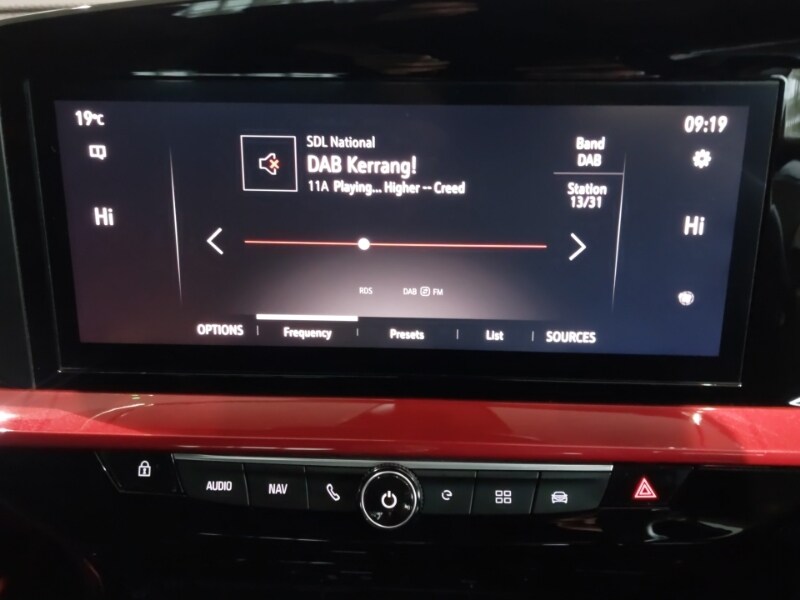 19°C
09:19
SDL National
DAB Kerrang!
11A Playing... Higher -- Creed
Band
DAB
Station
13/31
Hi
Hi
RDS
DAB FM
OPTIONS
Frequency
Presets
List
SOURCES
AUDIO
NAV